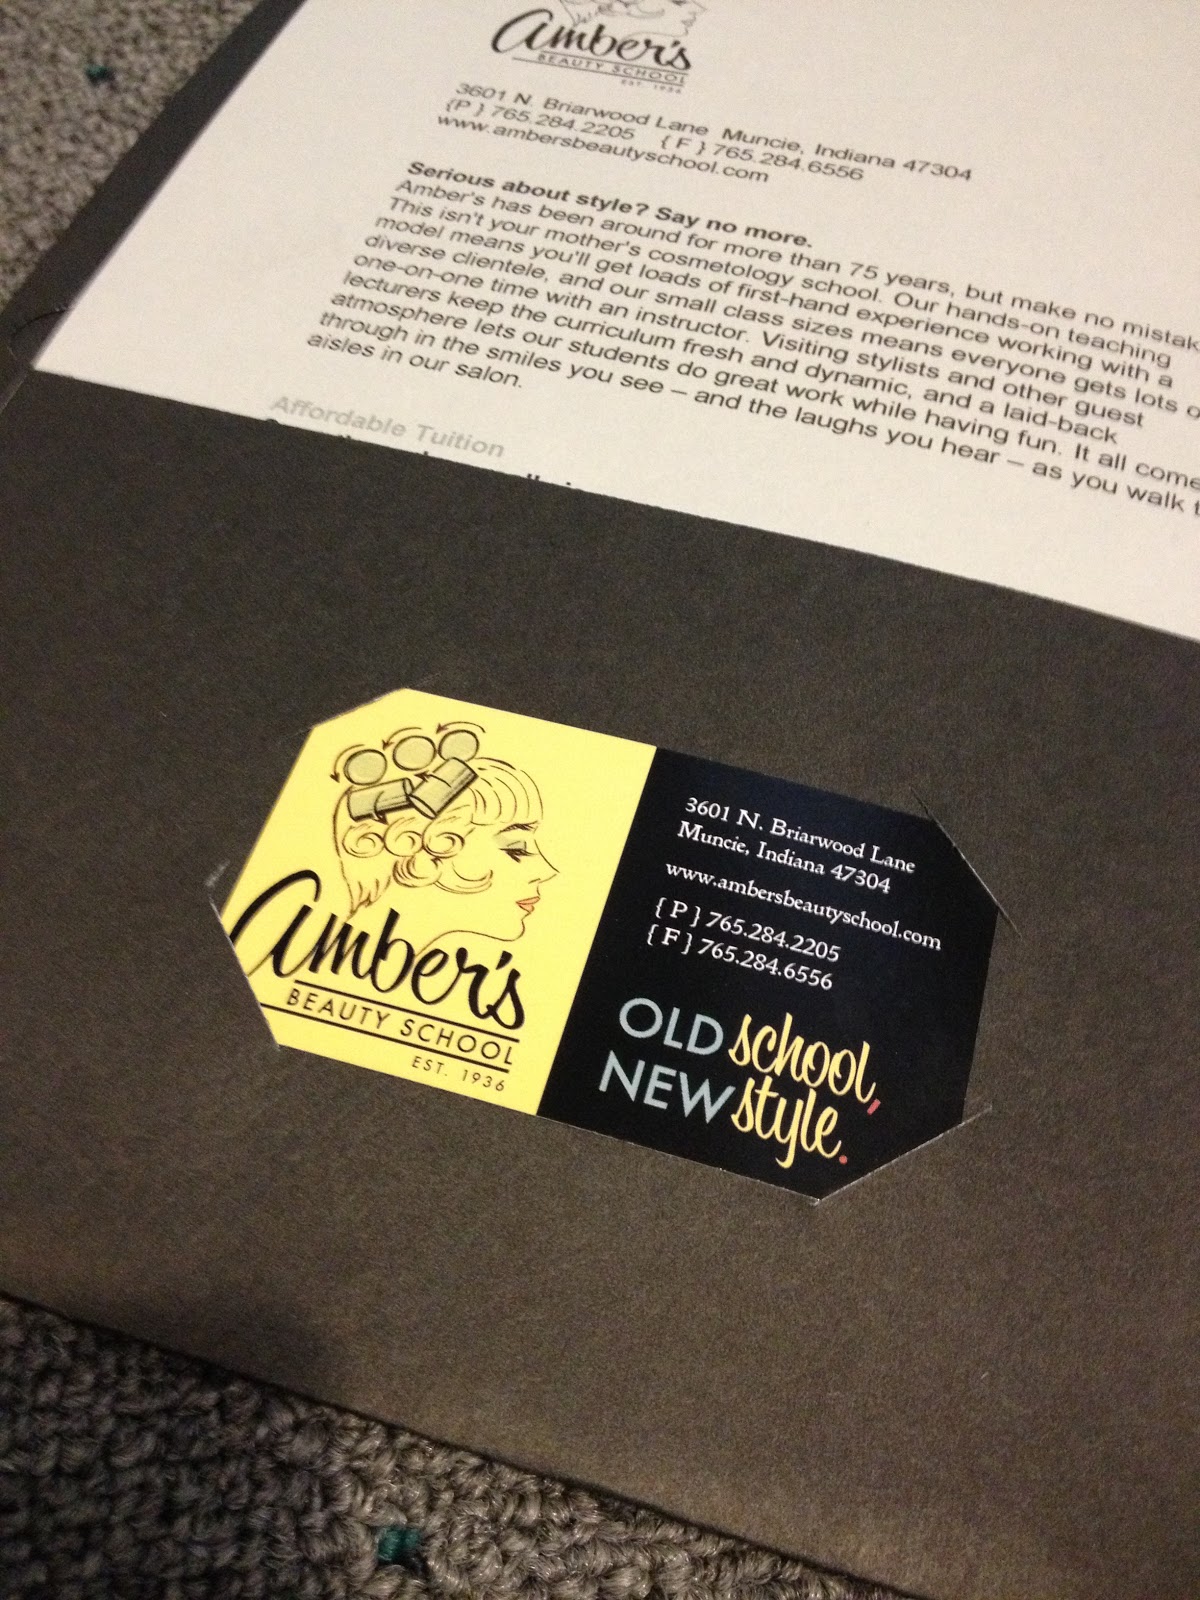 Amber's
BEAUTY SCHOOL
EST. 1936
3601 N. Briarwood Lane Muncie, Indiana 47304
{P } 765.284.2205 { F } 765.284.6556
www.ambersbeautyschool.com
Serious about style? Say no more.
Amber's has been around for more than 75 years, but make no mistak
This isn't your mother's cosmetology school. Our hands-on teaching
model means you'll get loads of first-hand experience working with a
diverse clientele, and our small class sizes means everyone gets lots o
one-on-one time with an instructor. Visiting stylists and other guest
lecturers keep the curriculum fresh and dynamic, and a laid-back
atmosphere lets our students do great work while having fun. It all come
through in the smiles you see – and the laughs you hear – as you walk t
aisles in our salon.
Affordable Tuition
Amber's
BEAUTY SCHOOL
EST. 1936
3601 N. Briarwood Lane
Muncie, Indiana 47304
www.ambersbeautyschool.com
{ P } 765.284.2205
{ F } 765.284.6556
OLD school,
NEW style.